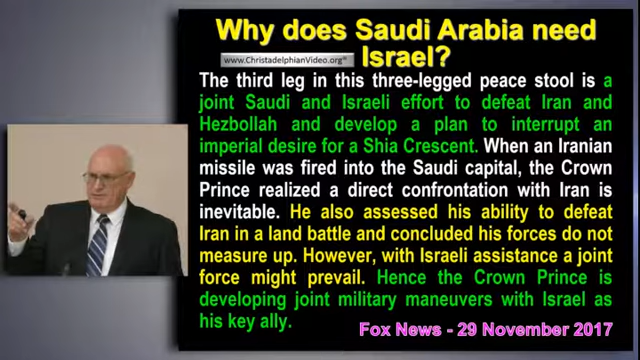 Why does Saudi Arabia need
www.ChristadelphianVideo.org®
Israel?
The third leg in this three-legged peace stool is a
joint Saudi and Israeli effort to defeat Iran and
Hezbollah and develop a plan to interrupt an
imperial desire for a Shia Crescent. When an Iranian
missile was fired into the Saudi capital, the Crown
Prince realized a direct confrontation with Iran is
inevitable. He also assessed his ability to defeat
Iran in a land battle and concluded his forces do not
measure up. However, with Israeli assistance a joint
force might prevail. Hence the Crown Prince is
developing joint military maneuvers with Israel as
his key ally.
Fox News - 29 November 2017